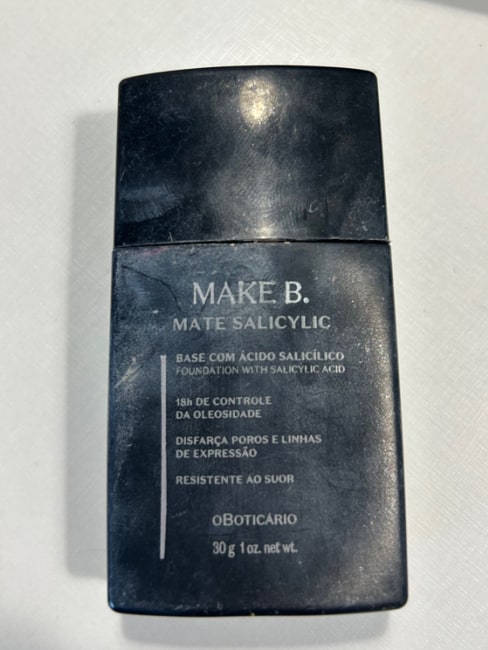 MAKE B.
MATE SALICYLIC
BASE COM ÁCIDO SALICÍLICO
FOUNDATION WITH SALICYLIC ACID
18h DE CONTROLE
DA OLEOSIDADE
DISFARÇA POROS E LINHAS
DE EXPRESSÃO
RESISTENTE AO SUOR
oBOTICÁRIO
30 g 1 oz. net wt.